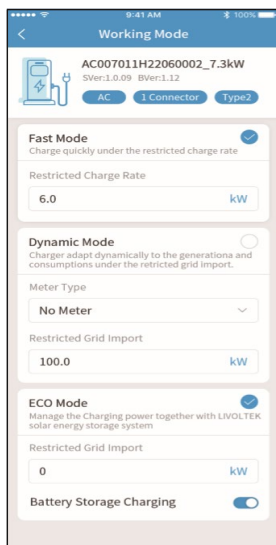 9:41 AM
100%
Working Mode
AC007011H22060002_7.3kW
SVer:1.0.09 BVer:1.12
AC
1 Connector
Type2
Fast Mode
Charge quickly under the restricted charge rate
Restricted Charge Rate
6.0 kW
Dynamic Mode
Charger adapt dynamically to the generationa and
consumptions under the retricted grid import.
Meter Type
No Meter
Restricted Grid Import
100.0 kW
ECO Mode
Manage the Charging power together with LIVOLTEK
solar energy storage system
Restricted Grid Import
0 kW
Battery Storage Charging